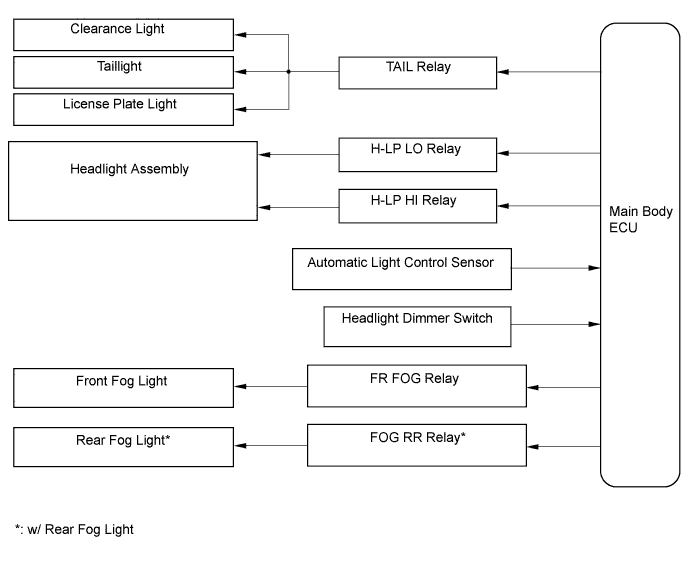 Clearance Light
Taillight
TAIL Relay
License Plate Light
H-LP LO Relay
Headlight Assembly
H-LP HI Relay
Main Body
ECU
Automatic Light Control Sensor
Headlight Dimmer Switch
Front Fog Light
FR FOG Relay
Rear Fog Light*
FOG RR Relay*
*: w/ Rear Fog Light